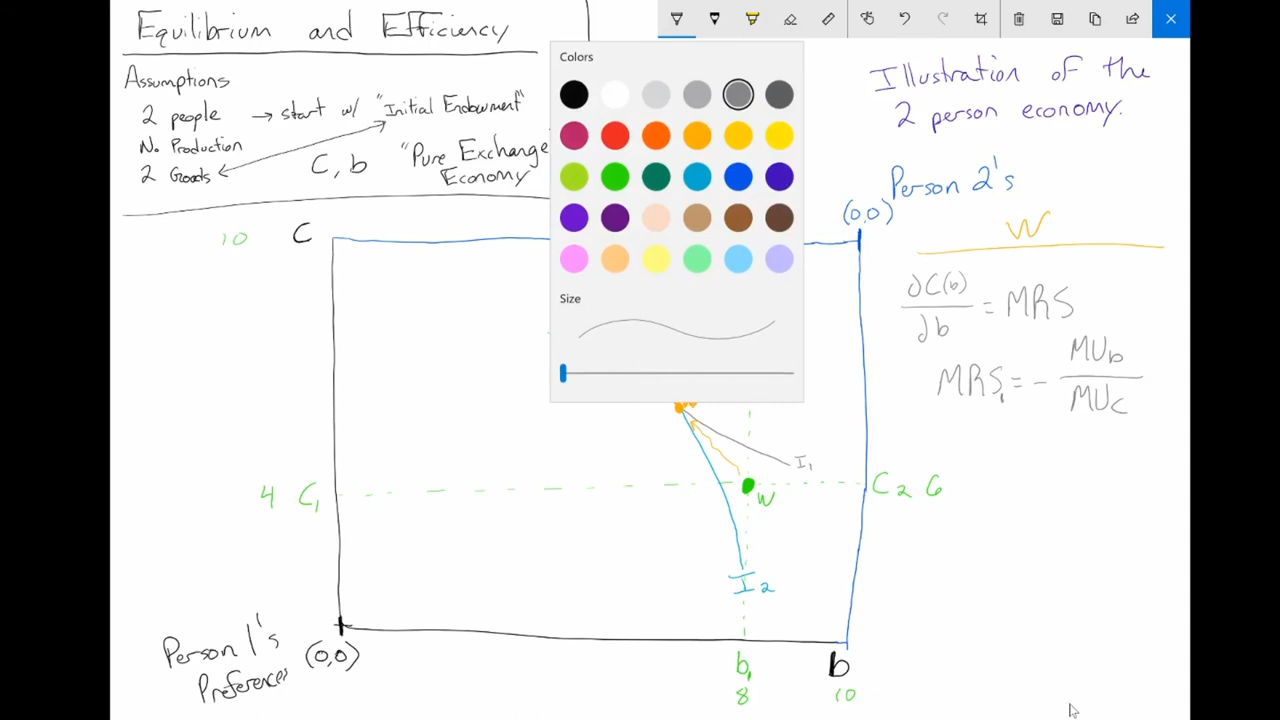 Equilibrium and Efficiency
Assumptions
2 people → start w/ "Initial Endowment"
No Production
2 Goods
C, b
"Pure Exchange
Economy
Colors
Size
Illustration of the
2 person economy.
Person 2's
(0,0)
W
∂C(b)
∂b
= MRS
MRS₁ = -
MUb
MUc
10 C
I₁
4 C₁
W
C₂ 6
I₂
Person 1's
Preferences
(0,0)
b₁
8
b
10